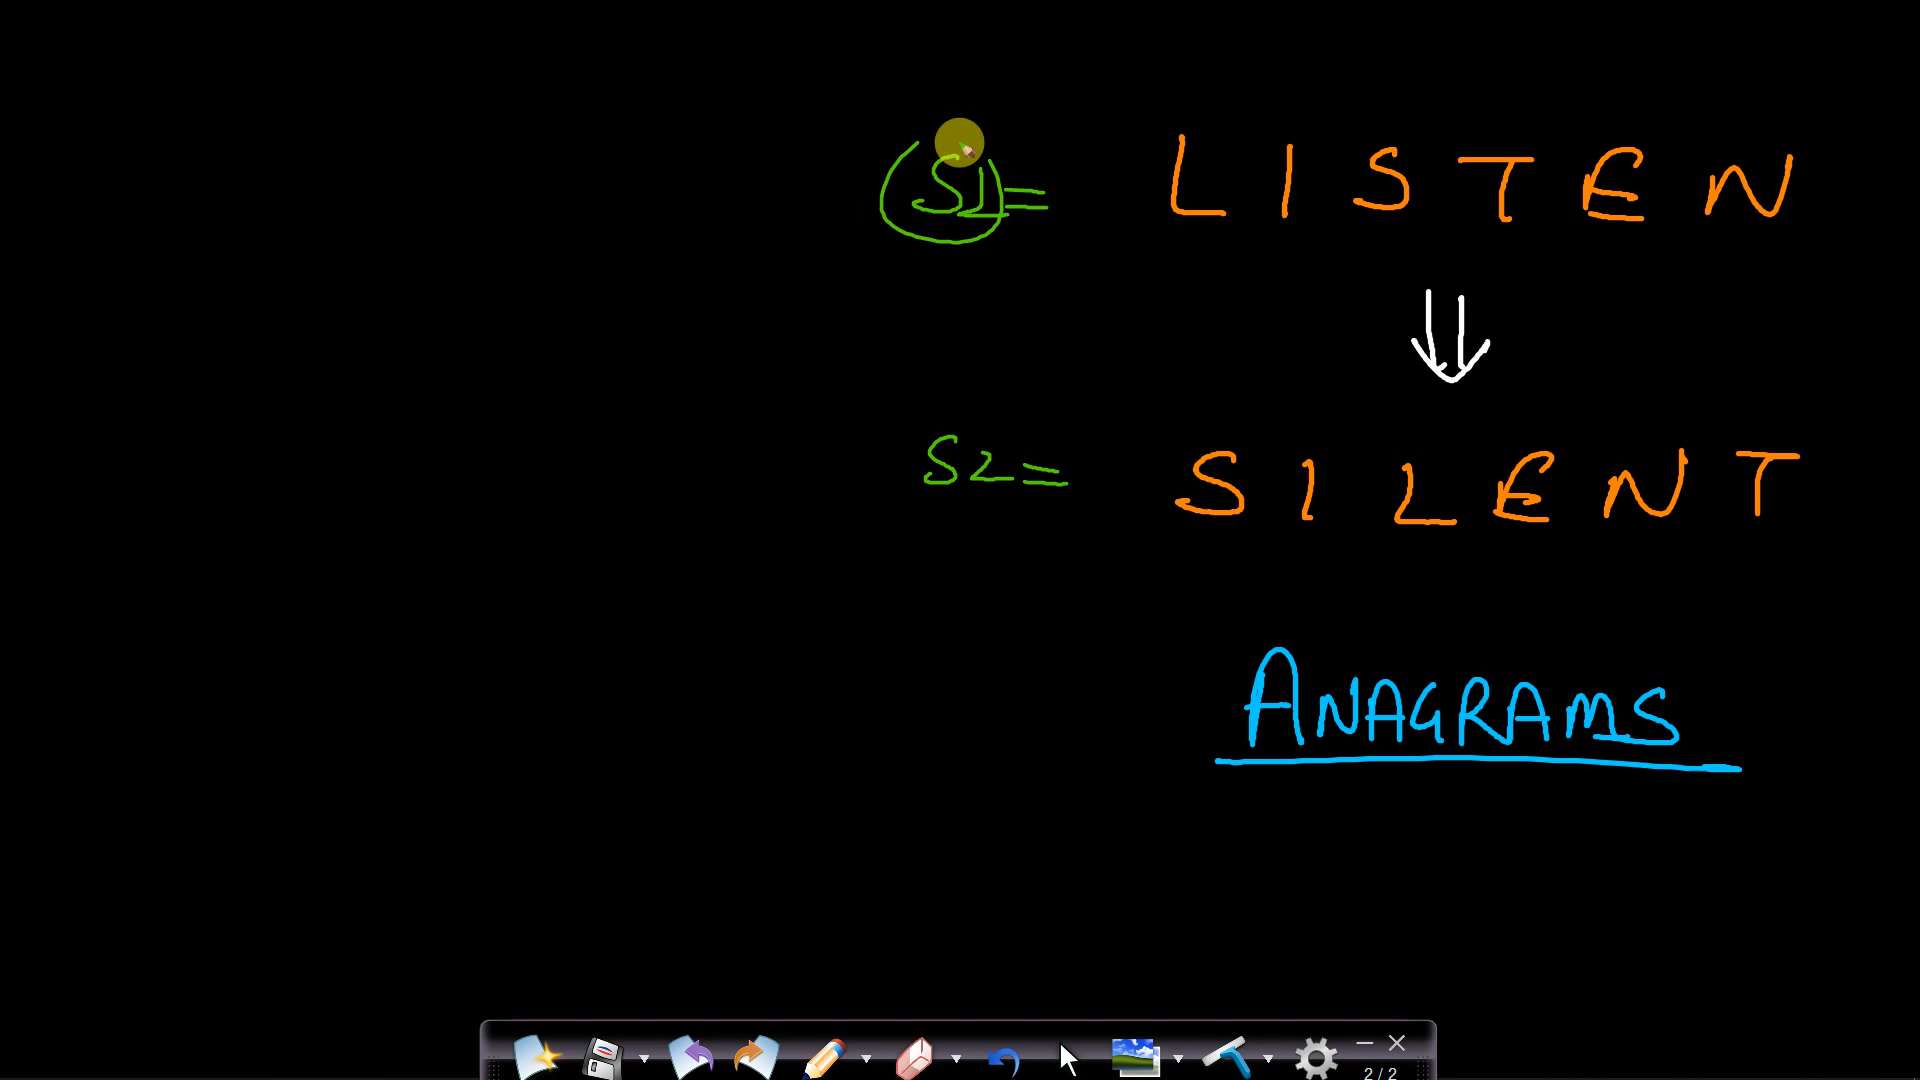 S1= LISTEN
S2= SILENT
ANAGRAMS
2/2